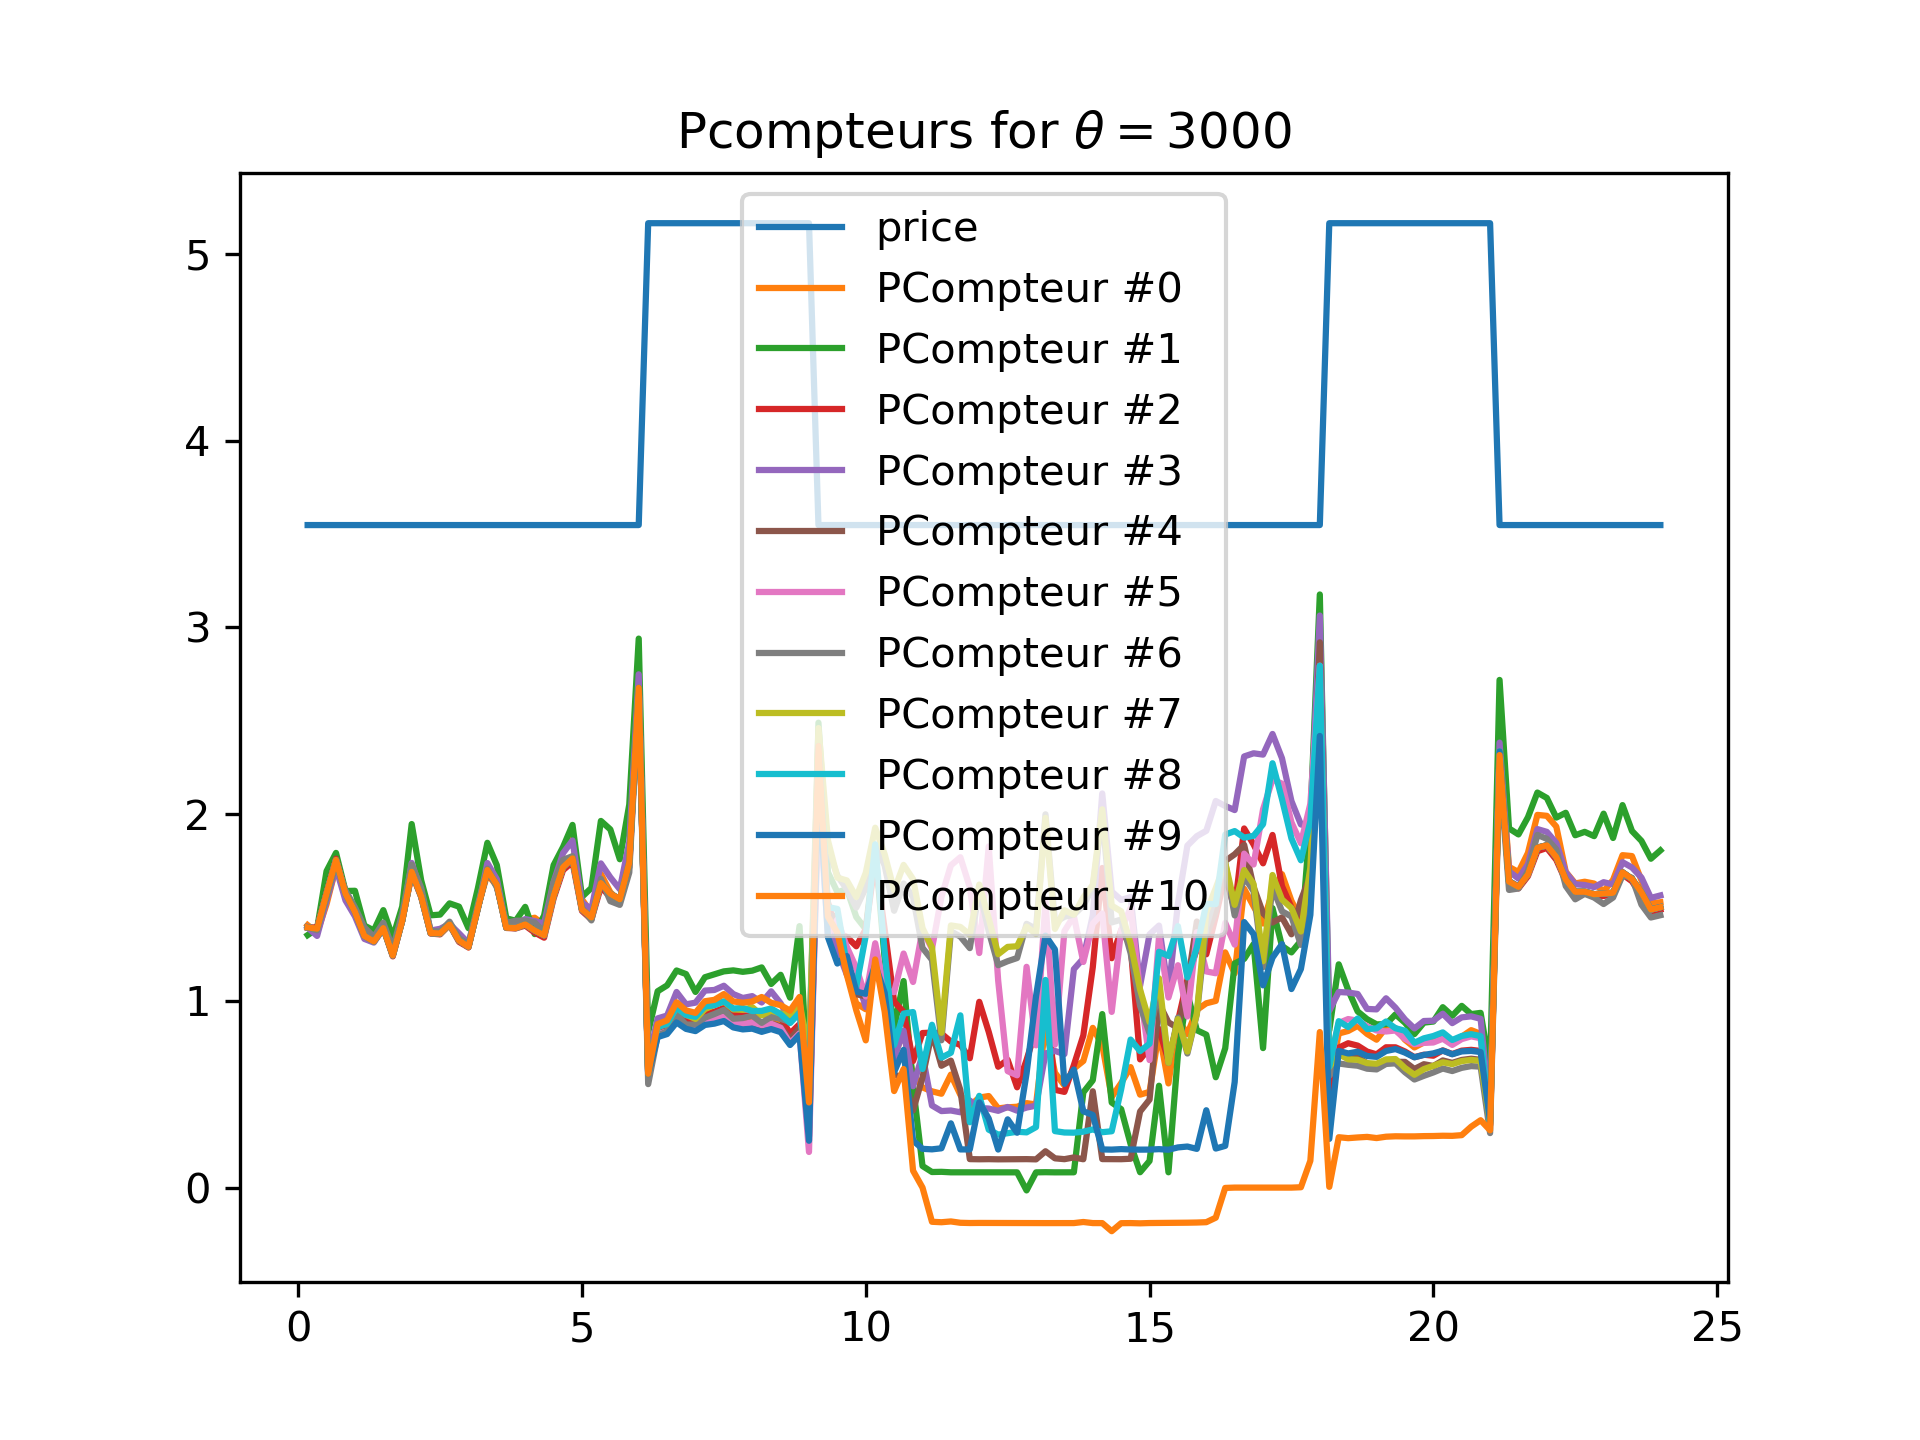 Pcompteurs for θ = 3000
price
PCompteur #0
PCompteur #1
PCompteur #2
PCompteur #3
PCompteur #4
PCompteur #5
PCompteur #6
PCompteur #7
PCompteur #8
PCompteur #9
PCompteur #10
5
4
3
2
1
0
0 5 10 15 20 25